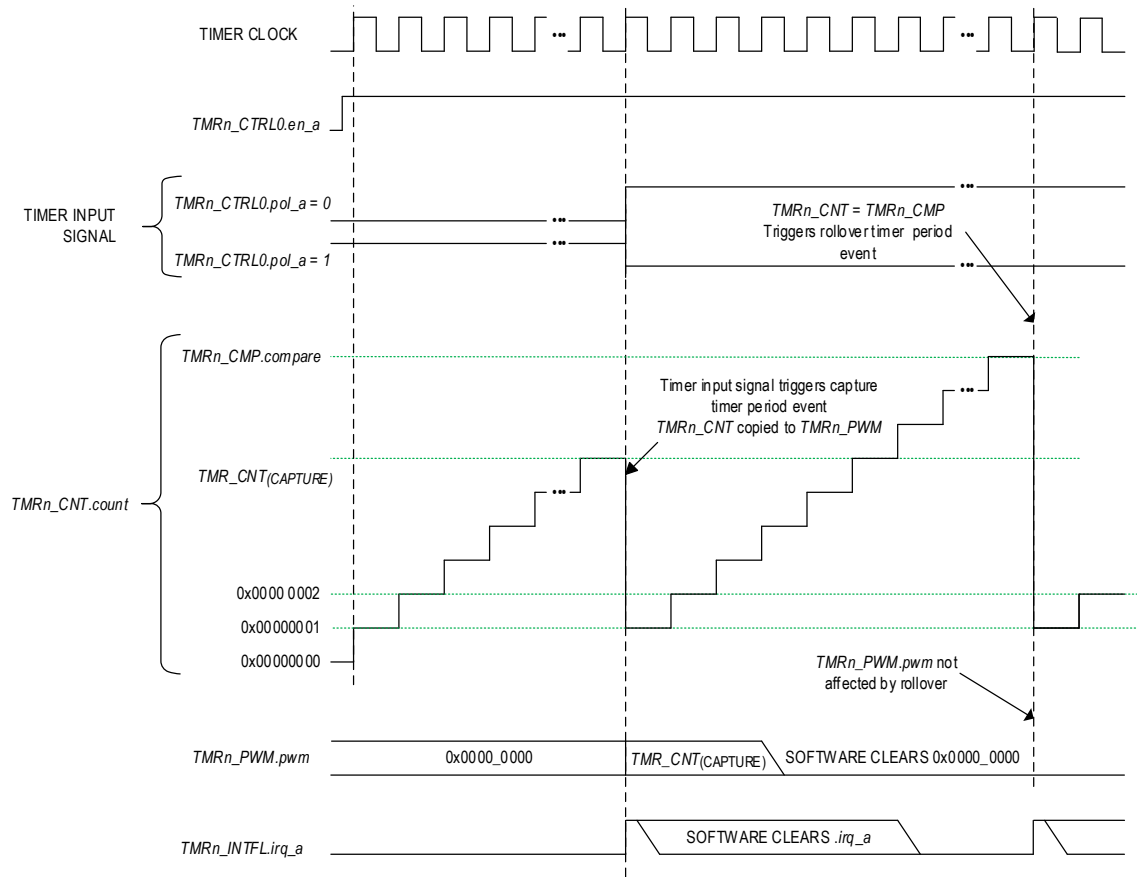 TIMER CLOCK
...
...
TMRn_CTRL0.en_a
TIMER INPUT
SIGNAL
TMRn_CTRL0.pol_a = 0
TMRn_CTRL0.pol_a = 1
...
...
...
...
TMRn_CNT = TMRn_CMP
Triggers rollover timer period
event
TMRn_CNT.count
TMRn_CMP.compare
...
Timer input signal triggers capture
timer period event
TMRn_CNT copied to TMRn_PWM
TMR_CNT(CAPTURE)
...
0x0000 0002
0x00000001
0x00000000
TMRn_PWM.pwm not
affected by rollover
TMRn_PWM.pwm
0x0000_0000
TMR_CNT(CAPTURE)
SOFTWARE CLEARS 0x0000_0000
TMRn_INTFL.irq_a
SOFTWARE CLEARS .irq_a